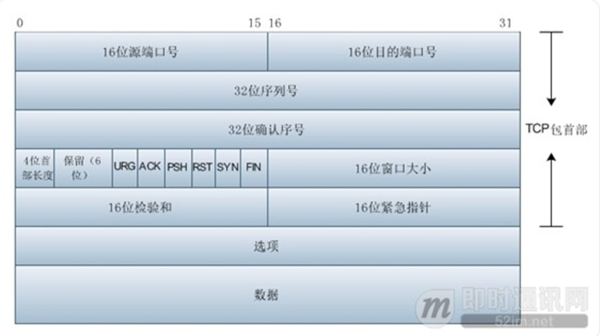 0 15 16 31
16位源端口号 16位目的端口号
32位序列号
32位确认序号
TCP包首部
4位首部长度 保留（6位） URG ACK PSH RST SYN FIN 16位窗口大小
16位检验和 16位紧急指针
选项
数据
即时通讯网
52im.net